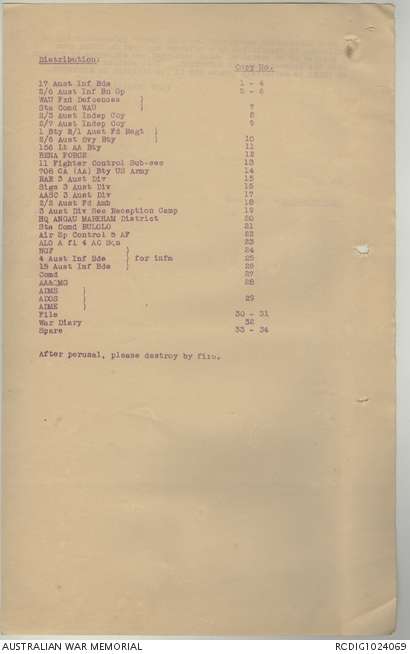 Distribution:
Copy No.
17 Aust Inf Bde 1 - 4
2/6 Aust Inf Bn Gp 5 - 6
WAU Fxd Defences }
Sta Comd WAU } 7
2/3 Aust Indep Coy 8
2/7 Aust Indep Coy 9
1 Bty 2/1 Aust Fd Regt }
2/6 Aust Svy Bty } 10
156 Lt AA Bty 11
BENA FORCE 12
11 Fighter Control Sub-sec 13
708 CA (AA) Bty US Army 14
RAE 3 Aust Div 15
Sigs 3 Aust Div 16
AASC 3 Aust Div 17
2/2 Aust Fd Amb 18
3 Aust Div Rec Reception Camp 19
HQ ANGAU MAREHAM District 20
Sta Comd BULOLO 21
Air Sp Control 5 AF 22
ALO A fl 4 AC Sqn 23
NGF } 24
4 Aust Inf Bde } for infm 25
15 Aust Inf Bde } 26
Comd 27
AA&QMG 28
ADMS }
ADOS } 29
ADME }
File 30 - 31
War Diary 32
Spare 33 - 34
After perusal, please destroy by fire.
AUSTRALIAN WAR MEMORIAL
RCDIG1024069